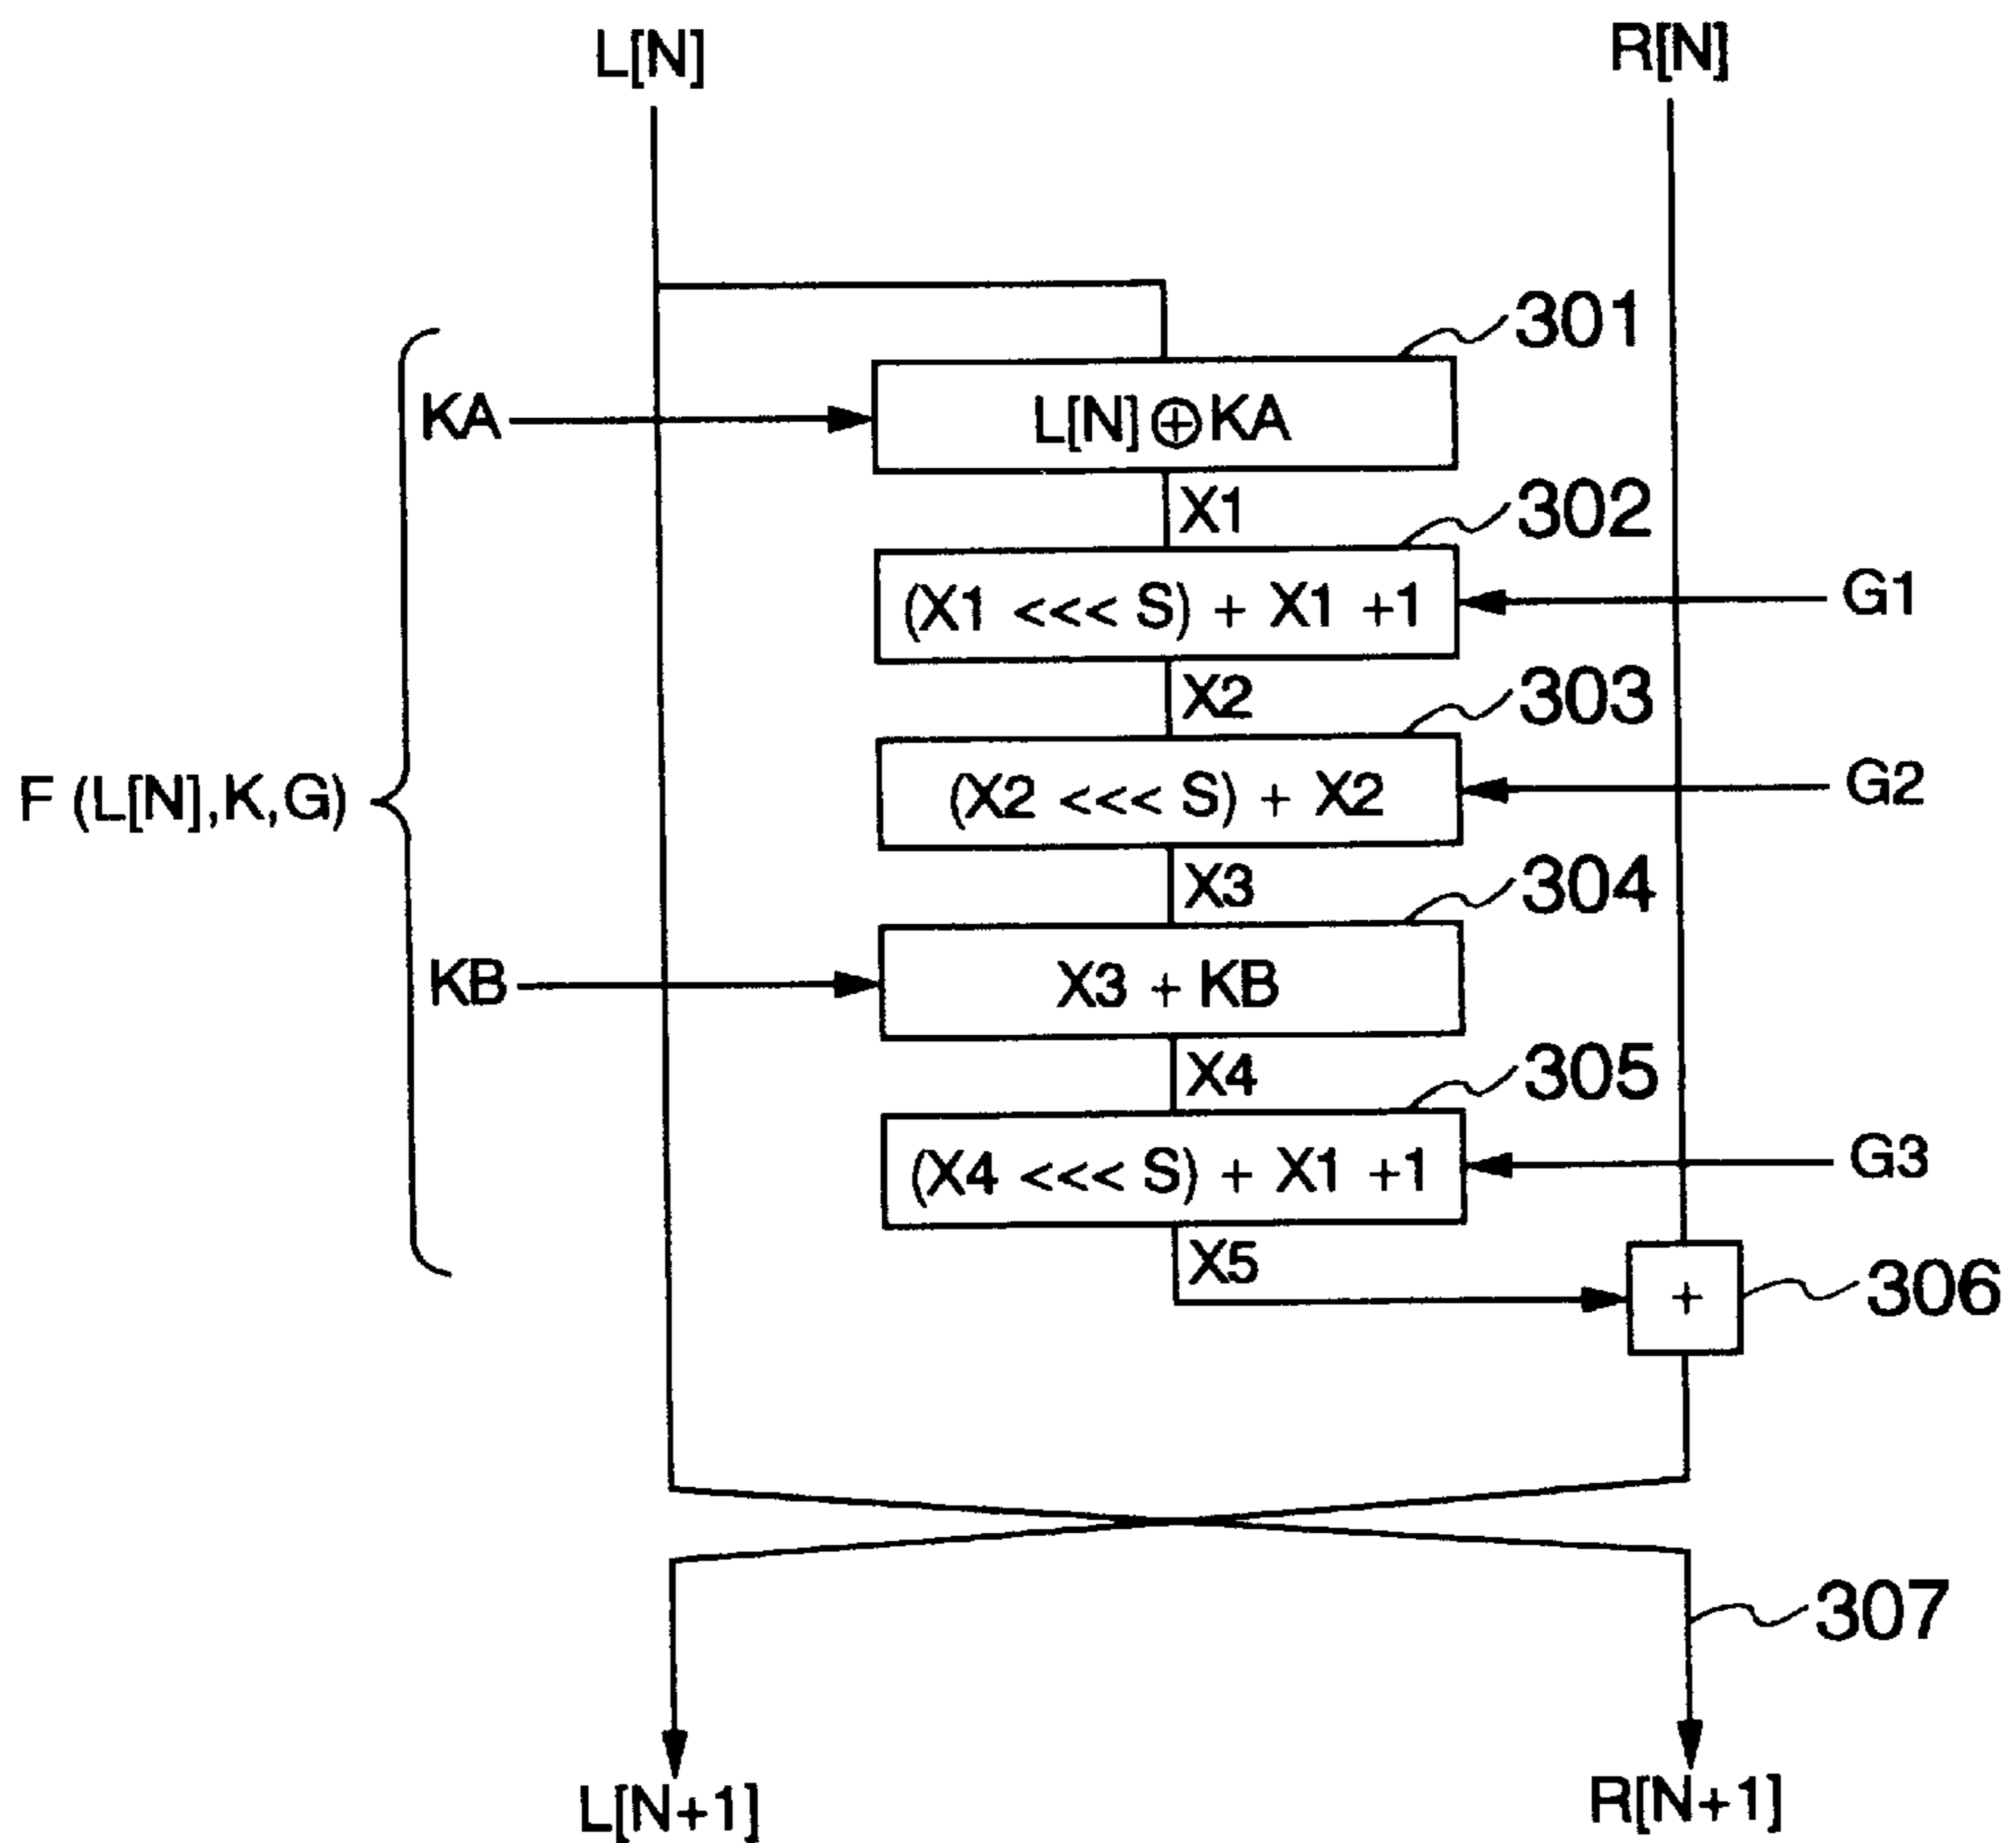 L[N]
R[N]
301
KA
L[N]⊕KA
X1
302
(X1 <<< S) + X1 +1
G1
X2
303
F (L[N],K,G)
(X2 <<< S) + X2
G2
X3
304
KB
X3 + KB
X4
305
(X4 <<< S) + X1 +1
G3
X5
+
306
307
L[N+1]
R[N+1]